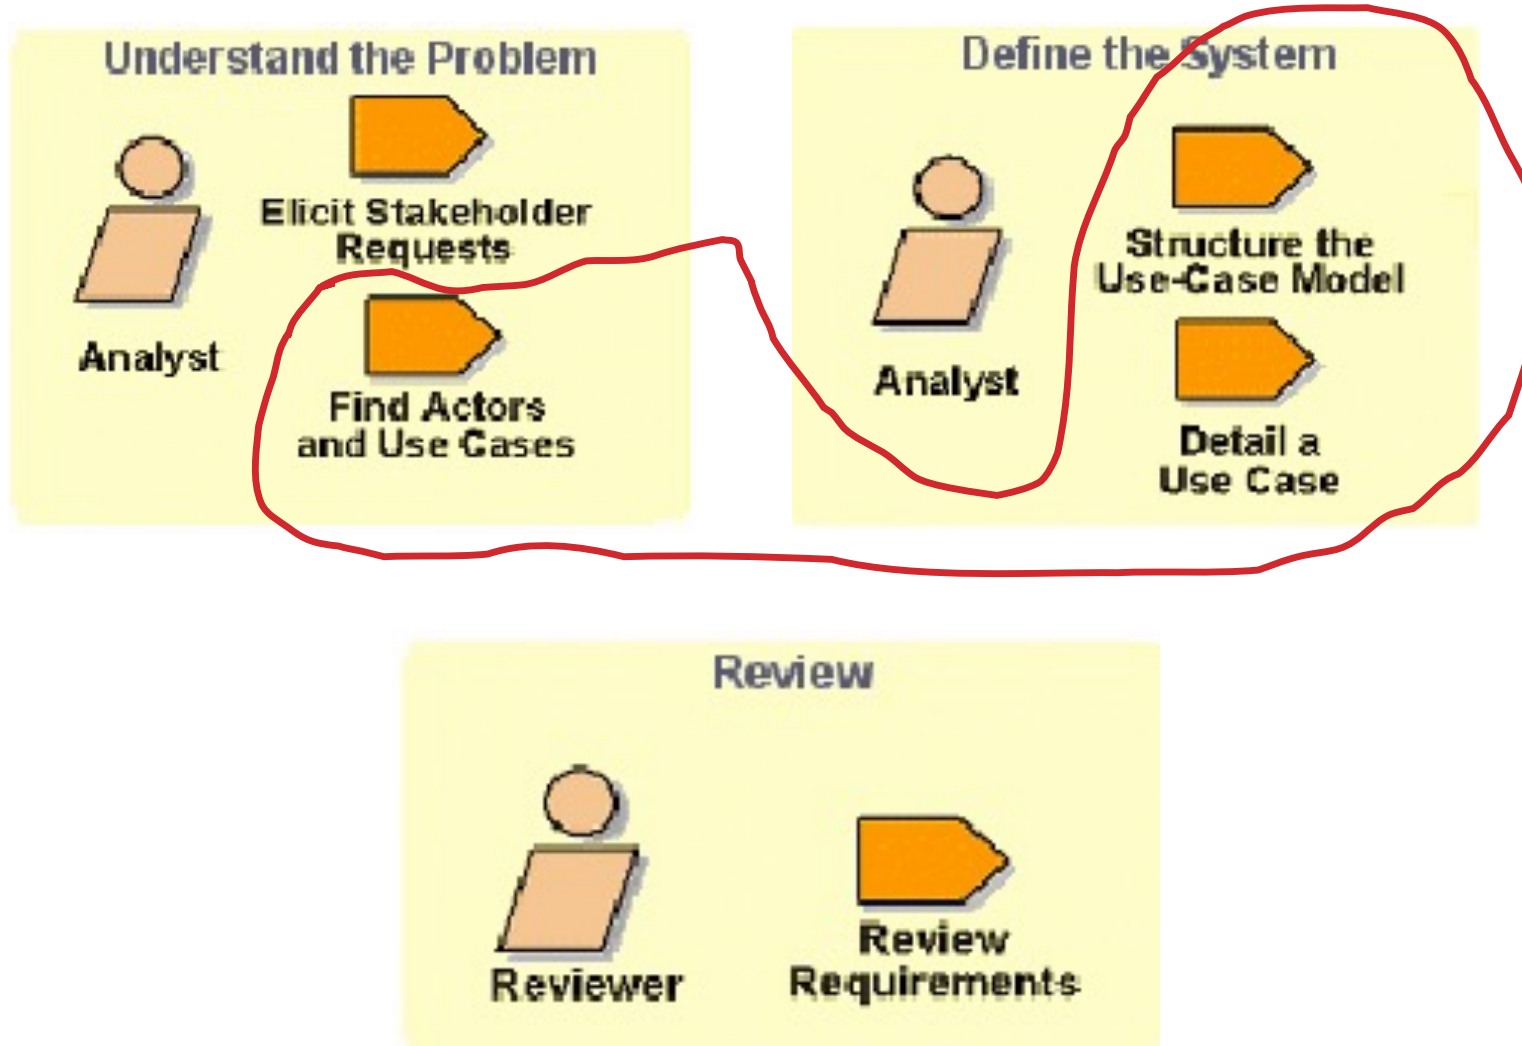 Understand the Problem
Elicit Stakeholder
Requests
Analyst
Find Actors
and Use Cases
Define the System
Structure the
Use-Case Model
Analyst
Detail a
Use Case
Review
Reviewer
Review
Requirements